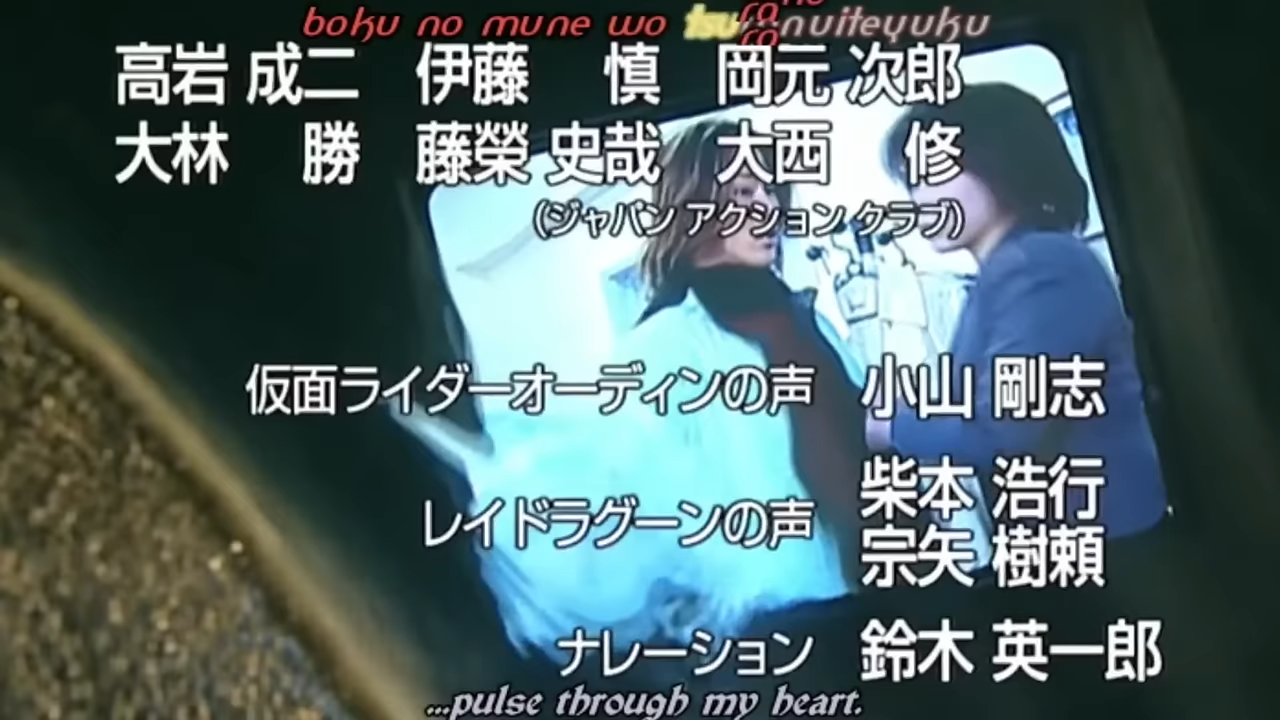 boku no mune wo tsuranuiteyuku
高岩 成二 伊藤 慎 岡元 次郎
大林 勝 藤榮 史哉 大西 修
(ジャパン アクション クラブ)
仮面ライダーオーディンの声 小山 剛志
レイドラグーンの声 柴本 浩行
宗矢 樹頼
ナレーション 鈴木 英一郎
...pulse through my heart.